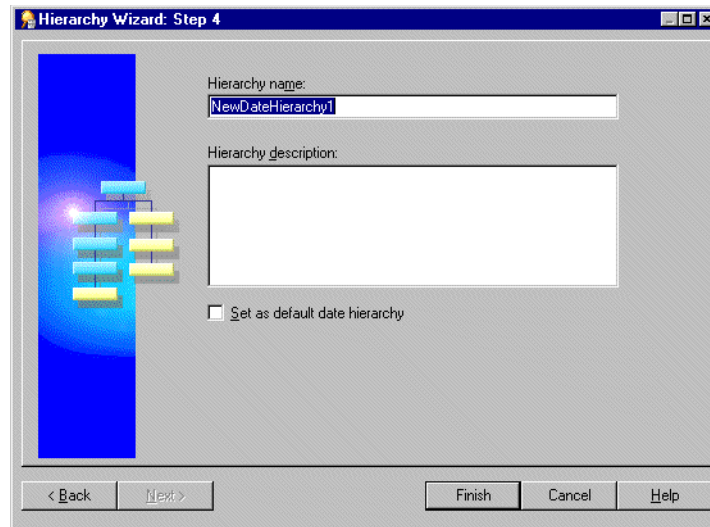 Hierarchy Wizard: Step 4
Hierarchy name:
NewDateHierarchy1
Hierarchy description:
Set as default date hierarchy
< Back Next > Finish Cancel Help